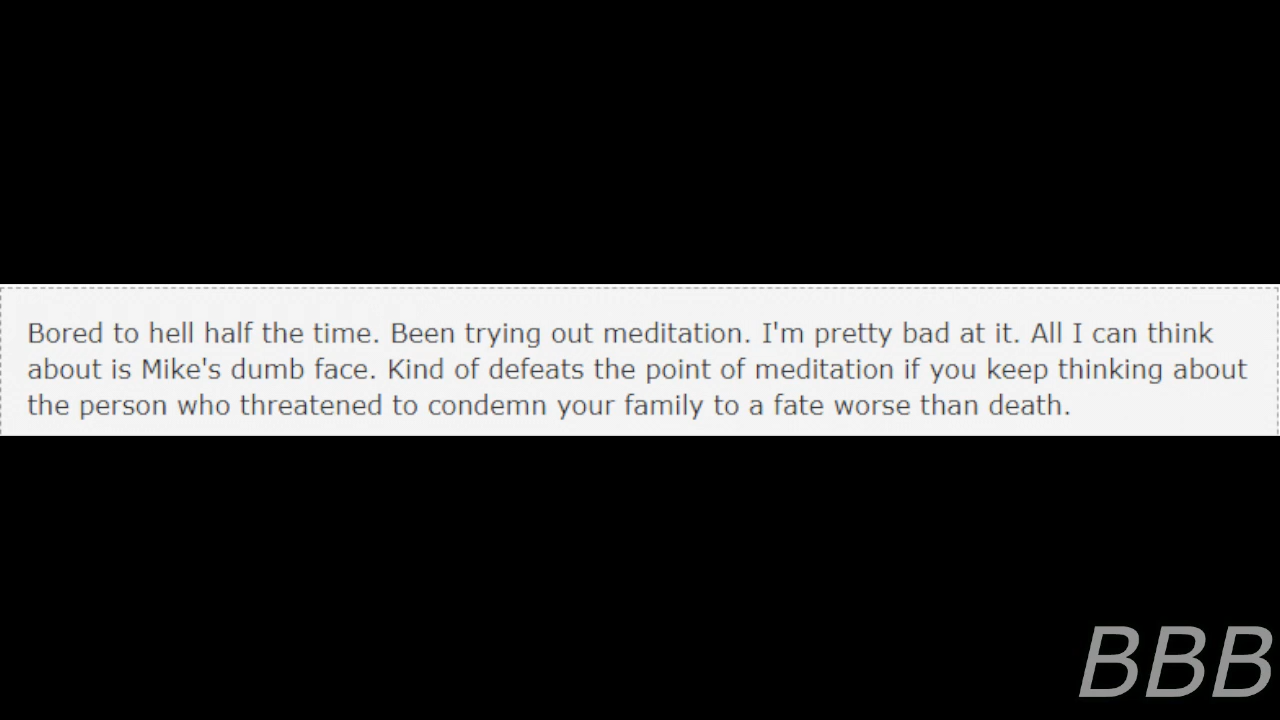 Bored to hell half the time. Been trying out meditation. I'm pretty bad at it. All I can think
about is Mike's dumb face. Kind of defeats the point of meditation if you keep thinking about
the person who threatened to condemn your family to a fate worse than death.
BBB